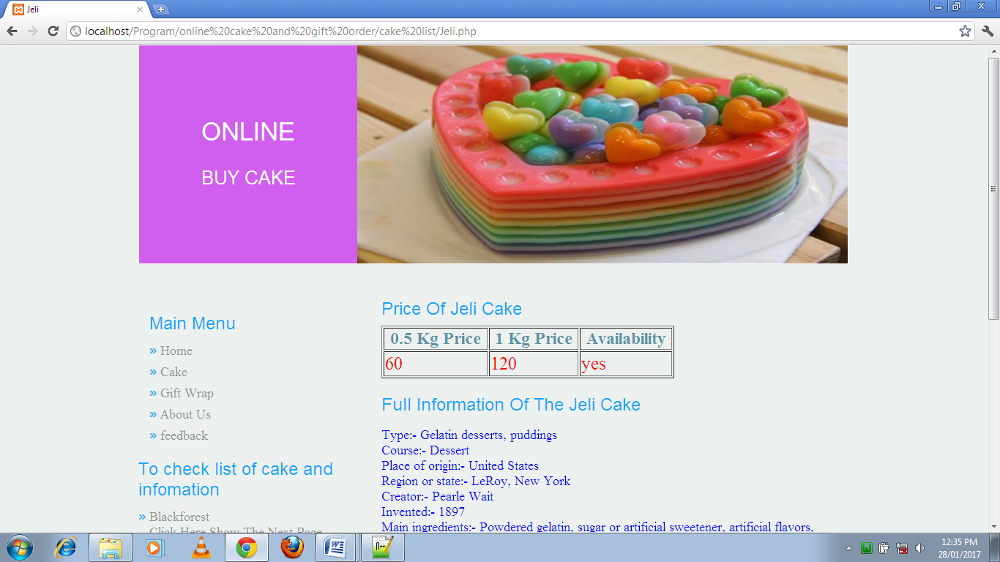 Jeli
localhost/Program/online%20cake%20and%20gift%20order/cake%20list/Jeli.php
ONLINE
BUY CAKE
Main Menu
» Home
» Cake
» Gift Wrap
» About Us
» feedback
To check list of cake and
infomation
» Blackforest
Click Here Show The Next Page
Price Of Jeli Cake
0.5 Kg Price 1 Kg Price Availability
60 120 yes
Full Information Of The Jeli Cake
Type:- Gelatin desserts, puddings
Course:- Dessert
Place of origin:- United States
Region or state:- LeRoy, New York
Creator:- Pearle Wait
Invented:- 1897
Main ingredients:- Powdered gelatin, sugar or artificial sweetener, artificial flavors,
12:35 PM
28/01/2017